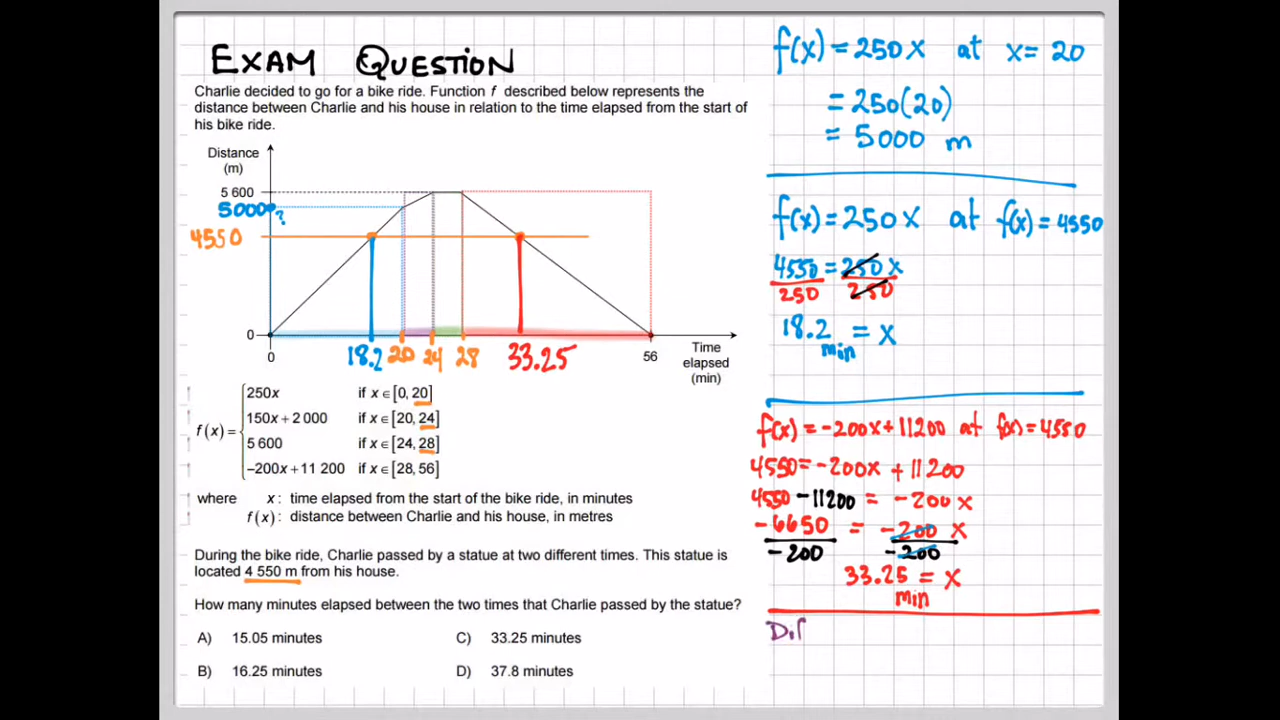 EXAM QUESTION
Charlie decided to go for a bike ride. Function f described below represents the
distance between Charlie and his house in relation to the time elapsed from the start of
his bike ride.
Distance
(m)
5 600
5000?
4550
0
0
18.2
20
24
28
33.25
56
Time
elapsed
(min)
f(x) =
250x if x ∈ [0, 20]
150x + 2 000 if x ∈ [20, 24]
5 600 if x ∈ [24, 28]
–200x + 11 200 if x ∈ [28, 56]
where x : time elapsed from the start of the bike ride, in minutes
f(x) : distance between Charlie and his house, in metres
During the bike ride, Charlie passed by a statue at two different times. This statue is
located 4 550 m from his house.
How many minutes elapsed between the two times that Charlie passed by the statue?
A) 15.05 minutes
B) 16.25 minutes
C) 33.25 minutes
D) 37.8 minutes
f(x) = 250x at x = 20
= 250(20)
= 5000 m
f(x) = 250x at f(x) = 4550
4550 = 250x
250 250
18.2 = x
min
f(x) = -200x + 11200 at f(x) = 4550
4550 = -200x + 11200
4550 - 11200 = -200x
-6650 = -200x
-200 -200
33.25 = x
min
Dif